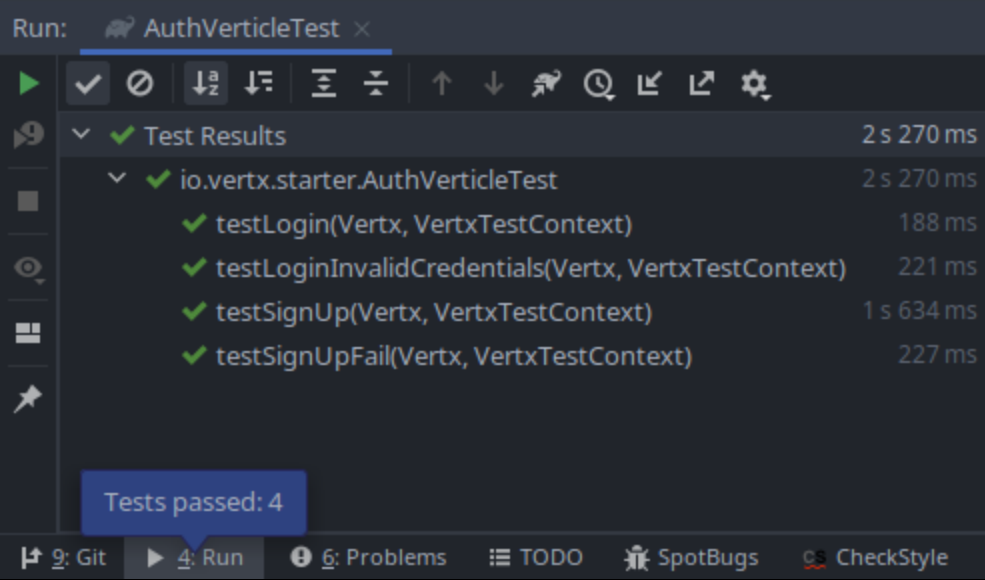 Run: AuthVerticleTest
Test Results 2 s 270 ms
io.vertx.starter.AuthVerticleTest 2 s 270 ms
testLogin(Vertx, VertxTestContext) 188 ms
testLoginInvalidCredentials(Vertx, VertxTestContext) 221 ms
testSignUp(Vertx, VertxTestContext) 1 s 634 ms
testSignUpFail(Vertx, VertxTestContext) 227 ms
Tests passed: 4
9: Git 4: Run 6: Problems TODO SpotBugs CS CheckStyle